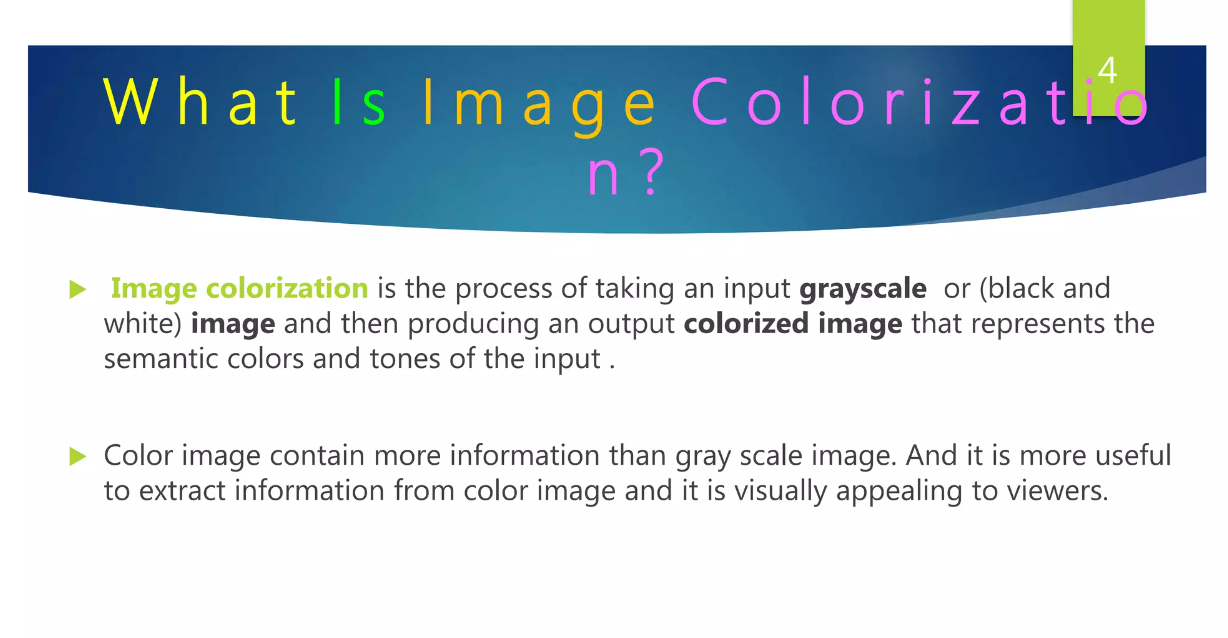 4
What Is Image Colorizatio
n?
Image colorization is the process of taking an input grayscale  or (black and
white) image and then producing an output colorized image that represents the
semantic colors and tones of the input .
Color image contain more information than gray scale image. And it is more useful
to extract information from color image and it is visually appealing to viewers.